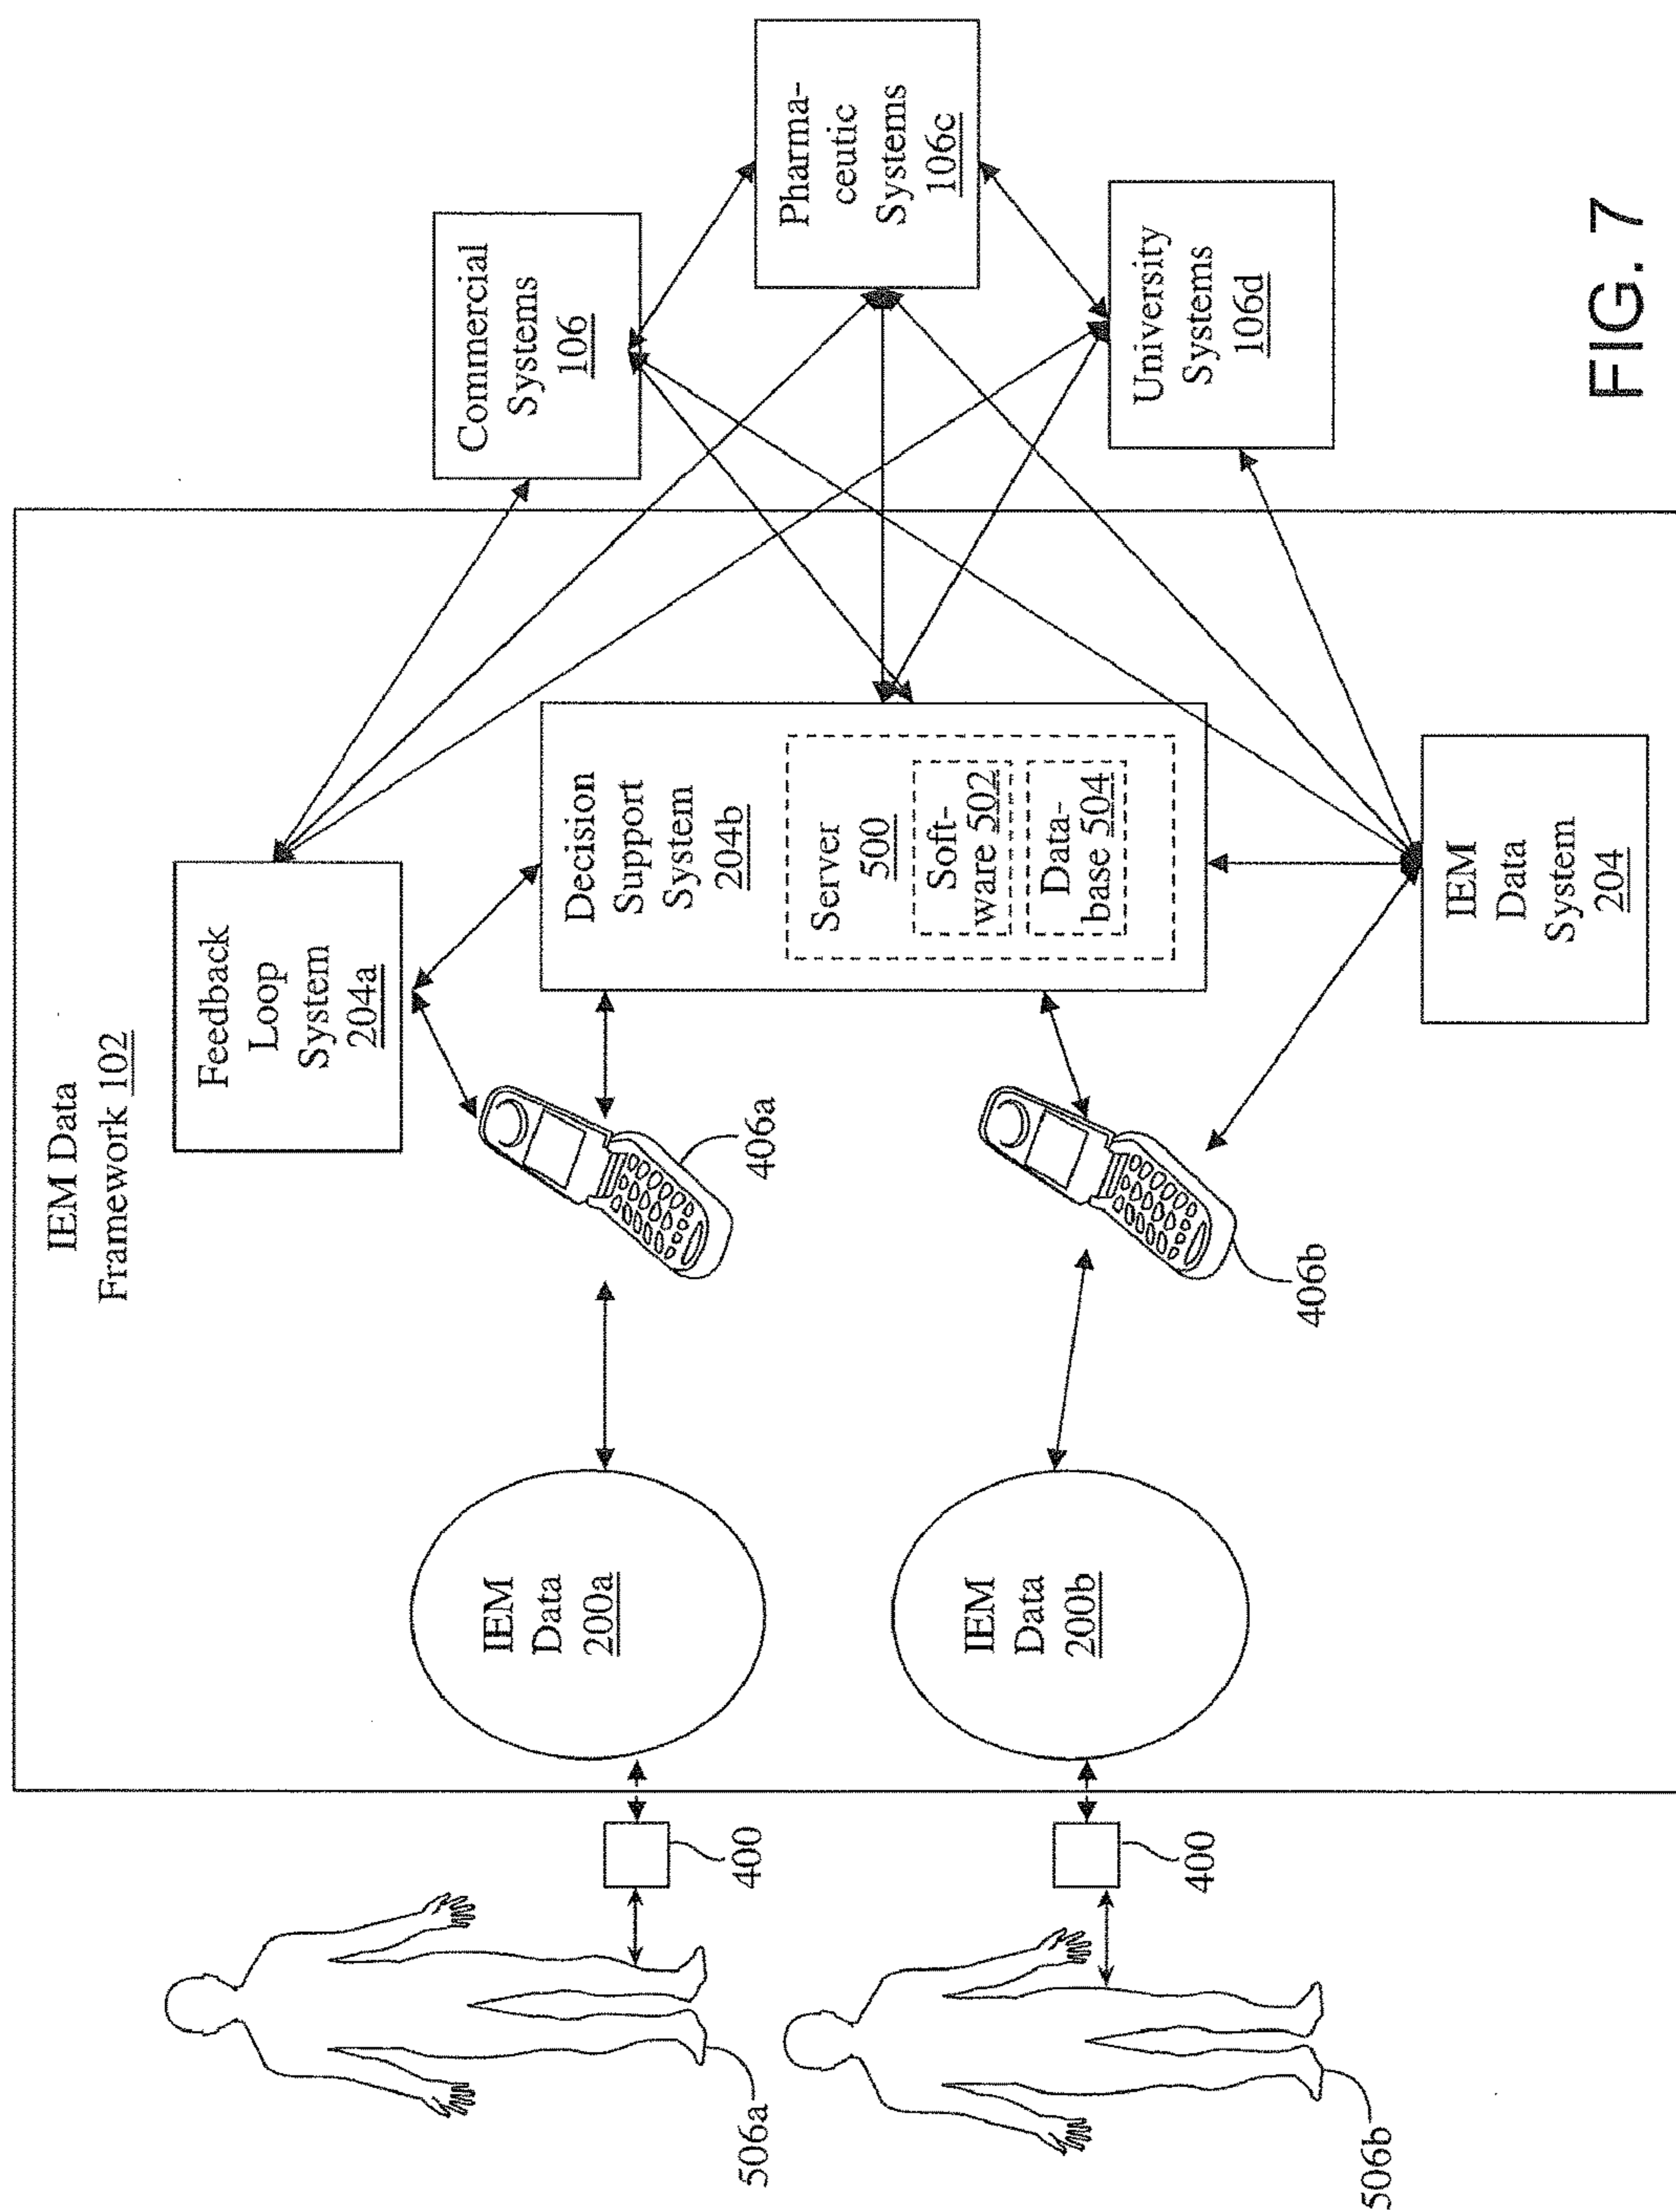 IEM Data
Framework 102
Feedback
Loop
System
204a
Commercial
Systems
106
Pharma-
ceutic
Systems
106c
University
Systems
106d
Decision
Support
System
204b
Server
500
Soft-
ware 502
Data-
base 504
IEM
Data
System
204
406a
406b
IEM
Data
200a
IEM
Data
200b
400
400
506a
506b
FIG. 7